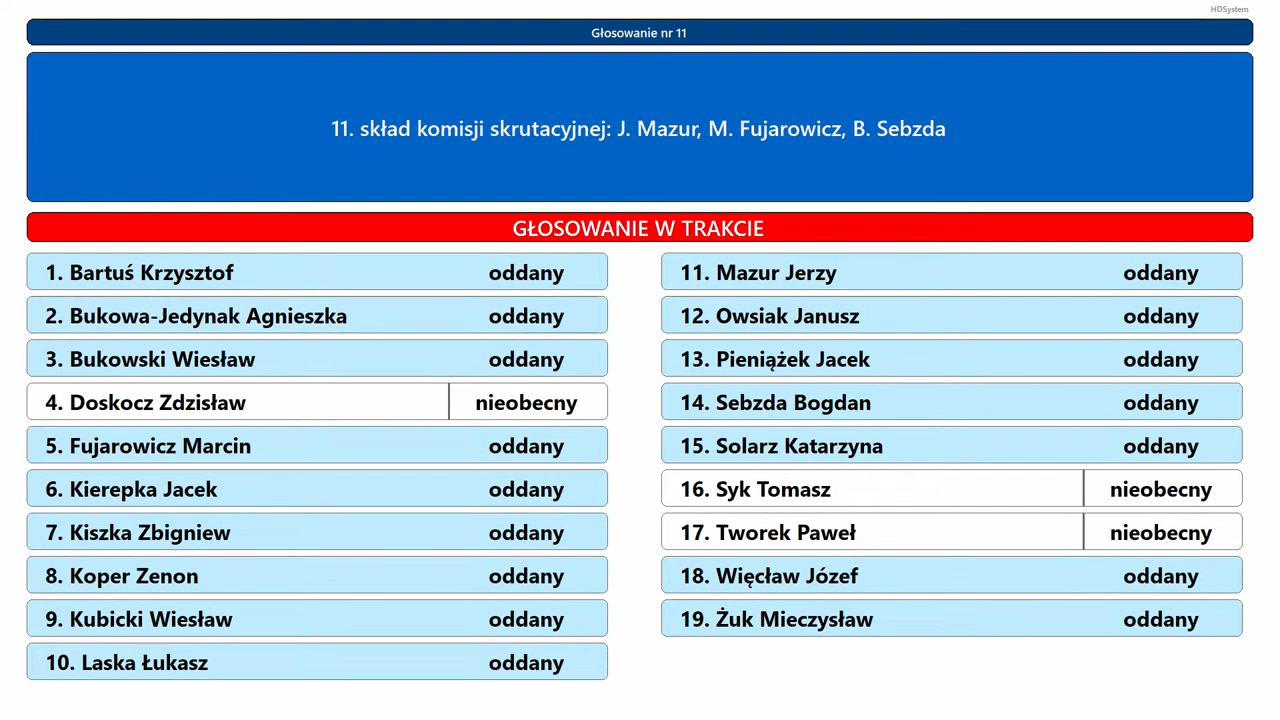 HDSystem
Głosowanie nr 11
11. skład komisji skrutacyjnej: J. Mazur, M. Fujarowicz, B. Sebzda
GŁOSOWANIE W TRAKCIE
1. Bartuś Krzysztof oddany
2. Bukowa-Jedynak Agnieszka oddany
3. Bukowski Wiesław oddany
4. Doskocz Zdzisław nieobecny
5. Fujarowicz Marcin oddany
6. Kierepka Jacek oddany
7. Kiszka Zbigniew oddany
8. Koper Zenon oddany
9. Kubicki Wiesław oddany
10. Laska Łukasz oddany
11. Mazur Jerzy oddany
12. Owsiak Janusz oddany
13. Pieniążek Jacek oddany
14. Sebzda Bogdan oddany
15. Solarz Katarzyna oddany
16. Syk Tomasz nieobecny
17. Tworek Paweł nieobecny
18. Więcław Józef oddany
19. Żuk Mieczysław oddany